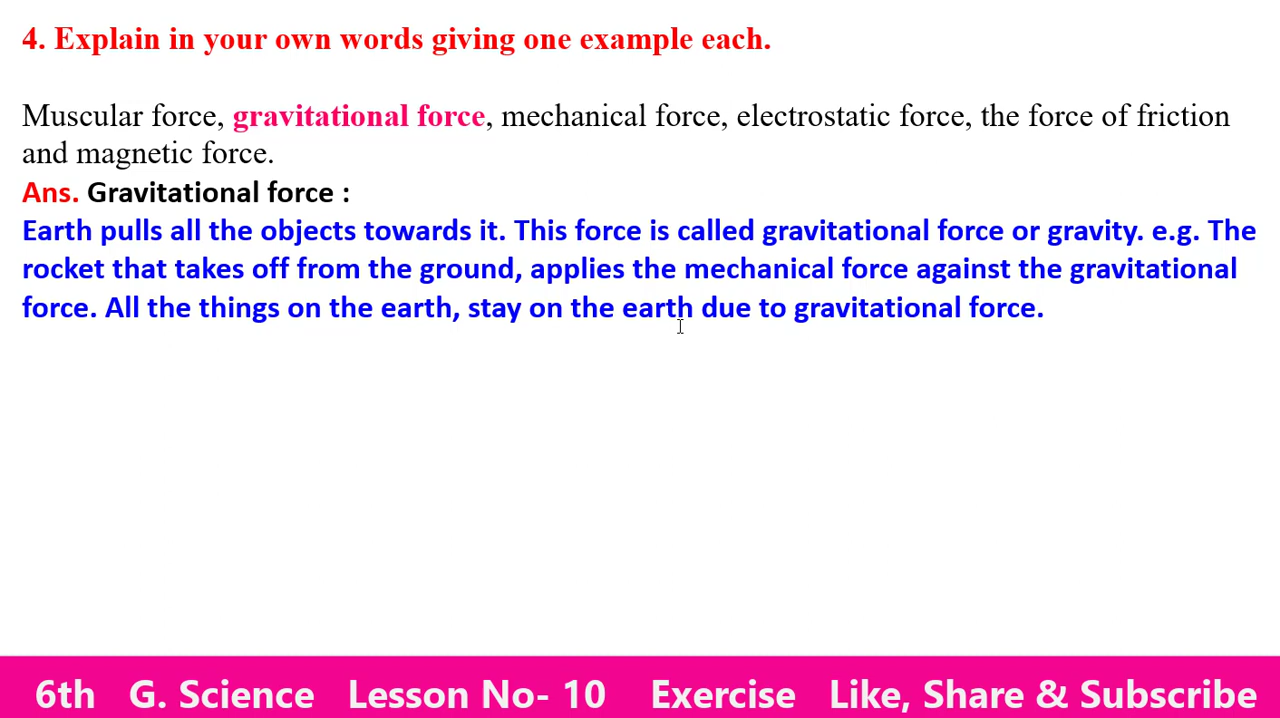 4. Explain in your own words giving one example each.
Muscular force, gravitational force, mechanical force, electrostatic force, the force of friction
and magnetic force.
Ans. Gravitational force :
Earth pulls all the objects towards it. This force is called gravitational force or gravity. e.g. The
rocket that takes off from the ground, applies the mechanical force against the gravitational
force. All the things on the earth, stay on the earth due to gravitational force.
6th G. Science Lesson No- 10 Exercise Like, Share & Subscribe